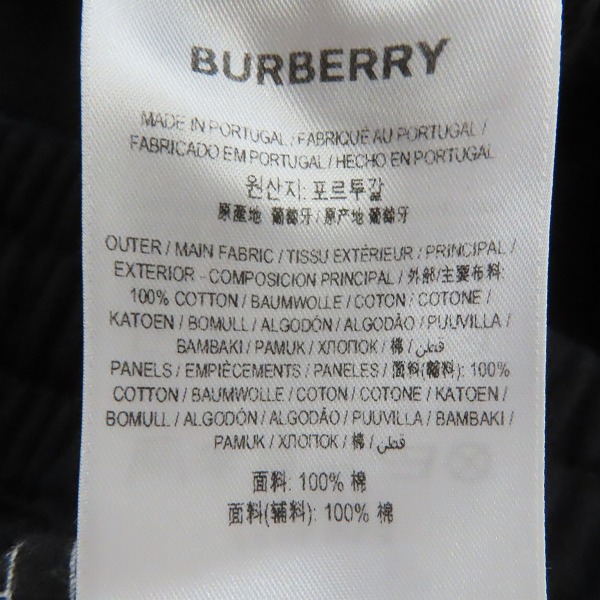 BURBERRY
MADE IN PORTUGAL / FABRIQUÉ AU PORTUGAL /
FABRICADO EM PORTUGAL / HECHO EN PORTUGAL
원산지: 포르투갈
原產地 葡萄牙 / 原产地 葡萄牙
OUTER / MAIN FABRIC / TISSU EXTÉRIEUR / PRINCIPAL /
EXTERIOR - COMPOSICION PRINCIPAL / 外部/主要布料:
100% COTTON / BAUMWOLLE / COTON / COTONE /
KATOEN / BOMULL / ALGODÓN / ALGODÃO / PUUVILLA /
BAMBAKI / PAMUK / ХЛОПОК / 棉 / قطن /
PANELS / EMPIÈCEMENTS / PANELES / 面料(輔料): 100%
COTTON / BAUMWOLLE / COTON / COTONE / KATOEN /
BOMULL / ALGODÓN / ALGODÃO / PUUVILLA / BAMBAKI /
PAMUK / ХЛОПОК / 棉 / قطن /
面料: 100% 棉
面料(辅料): 100% 棉